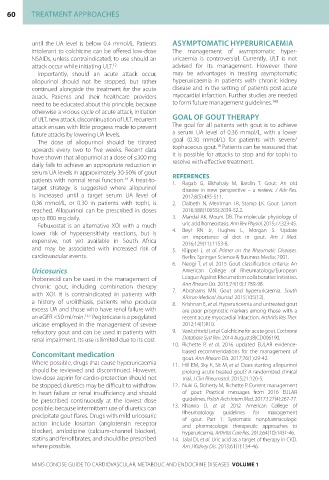 60 TREATMENT APPROACHES
until the UA level is below 0.4 mmol/L. Patients
intolerant to colchicine can be offered low-dose
NSAIDs, unless contraindicated, to use should an
attack occur while initiating ULT.12
Importantly, should an acute attack occur,
allopurinol should not be stopped, but rather
continued alongside the treatment for the acute
attack. Patients and their healthcare providers
need to be educated about this principle, because
otherwise a vicious cycle of acute attack, initiation
of ULT, new attack, discontinuation of ULT, recurrent
attack ensues with little progress made to prevent
future attacks by lowering UA levels.
The dose of allopurinol should be titrated
upwards every two to five weeks. Recent data
have shown that allopurinol at a dose of ≤300 mg
daily fails to achieve an appropriate reduction in
serum UA levels in approximately 30-50% of gout
patients with normal renal function.13 A treat-to-
target strategy is suggested where allopurinol
is increased until a target serum UA level of
0,36 mmol/L, or 0.30 in patients with tophi, is
reached. Allopurinol can be prescribed in doses
up to 800 mg daily.
Febuxostat is an alternative XOI with a much
lower risk of hypersensitivity reactions, but is
expensive, not yet available in South Africa
and may be associated with increased risk of
cardiovascular events.
Uricosurics
Probenecid can be used in the management of
chronic gout, including combination therapy
with XOI. It is contraindicated in patients with
a history of urolithiasis, patients who produce
excess UA and those who have renal failure with
an eGFR <50 ml/min.
Pegloticase is a pegylated
uricase employed in the management of severe
refractory gout and can be used in patients with
renal impairment. Its use is limited due to its cost.
Concomitant medication
Where possible, drugs that cause hyperuricaemia
should be reviewed and discontinued. However,
low-dose aspirin for cardio-protection should not
be stopped; diuretics may be difficult to withdraw
in heart failure or renal insufficiency and should
be prescribed continuously at the lowest dose
possible, because intermittent use of diuretics can
precipitate gout flares. Drugs with mild uricosuric
action include losartan (angiotensin receptor
blocker), amlodipine (calcium-channel blocker),
statins and fenofibrates, and should be prescribed
where possible.
ASYMPTOMATIC HYPERURICAEMIA
The management of asymptomatic hyper-
uricaemia is controversial. Currently, ULT is not
advised for its management. However there
may be advantages in treating asymptomatic
hyperuricaemia in patients with chronic kidney
disease and in the setting of patients post acute
myocardial infarction. Further studies are needed
to form future management guidelines.
GOAL OF GOUT THERAPY
The goal for all patients with gout is to achieve
a serum UA level of 0,36 mmol/L, with a lower
goal (0.30 mmol/L) for patients with severe/
tophaceous gout. Patients can be reassured that
it is possible for attacks to stop and for tophi to
resolve with effective treatment.
REFERENCES
1. Ragab G, Elshahaly M, Bardin T. Gout: An old
disease in new perspective – a review. J Adv Res.
2017;8(5):495-511.
2. Dalbeth N, Merriman TR, Stamp LK. Gout. Lancet
2016;388(10055):2039-52.
3. Mandal AK, Mount DB. The molecular physiology of
uric acid homeostasis. Ann Rev Physiol. 2015;77:323-45.
4. Beyl RN Jr, Hughes L, Morgan S. Update
on importance of diet in gout. Am J Med.
2016;129(11):1153-8.
5. Klippel J, et al. Primer on the Rheumatic Diseases.
Berlin: Springer Science & Business Media; 2001.
6. Neogi T, et al. 2015 Gout classification criteria: An
American College of Rheumatology/European
League Against Rheumatism collaborative initiative.
Ann Rheum Dis. 2015;74(10):1789-98.
7. Abrahams MN. Gout and hyperuricaemia. South
African Medical Journal.
8. Krishnan E, et al. Hyperuricaemia and untreated gout
are poor prognostic markers among those with a
recent acute myocardial infarction. Arthritis Res Ther.
2012;14(1):R10.
9. Van Echteld I, et al. Colchicine for acute gout. Cochrane
Database Syst Rev. 2014 August(8);CD006190.
10. Richette P, et al. 2016 updated EULAR evidence-
based recommendations for the management of
gout. Ann Rheum Dis. 2017;76(1):29-42.
11. Hill EM, Sky K, Sit M, et al. Does starting allopurinol
prolong acute treated gout? A randomized clinical
trial. J Clin Rheumatol. 2015;21:120-5.
12. Nuki G, Doherty M, Richette P. Current management
of gout: Practical messages from 2016 EULAR
guidelines. Polish Arch Intern Med. 2017;127(4):267-77.
13. Khanna D, et al. 2012 American College of
Rheumatology guidelines for management
of gout. Part 1: Systematic nonpharmacologic
and pharmacologic therapeutic approaches to
hyperuricemia. Arthritis Care Res. 2012;64(10):1431-46.
14. Jalal DI, et al. Uric acid as a target of therapy in CKD.
Am J Kidney Dis. 2013;61(1):134-46.
MIMS CONCISE GUIDE TO CARDIOVASCULAR, METABOLIC AND ENDOCRINE DISEASES VOLUME 1